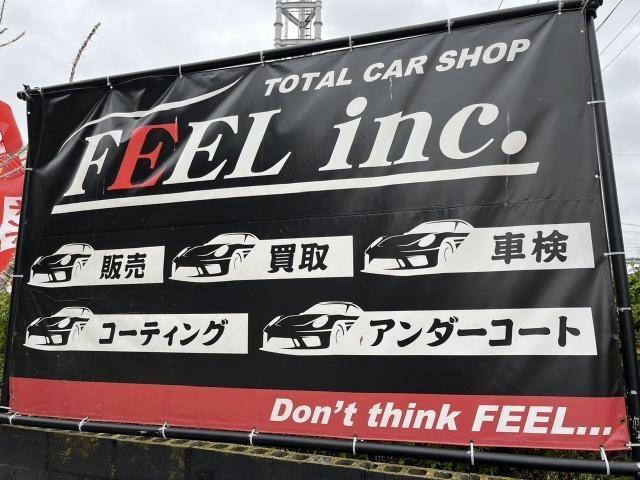 TOTAL CAR SHOP
FEEL inc.
販売 買取 車検
コーティング アンダーコート
Don't think FEEL...